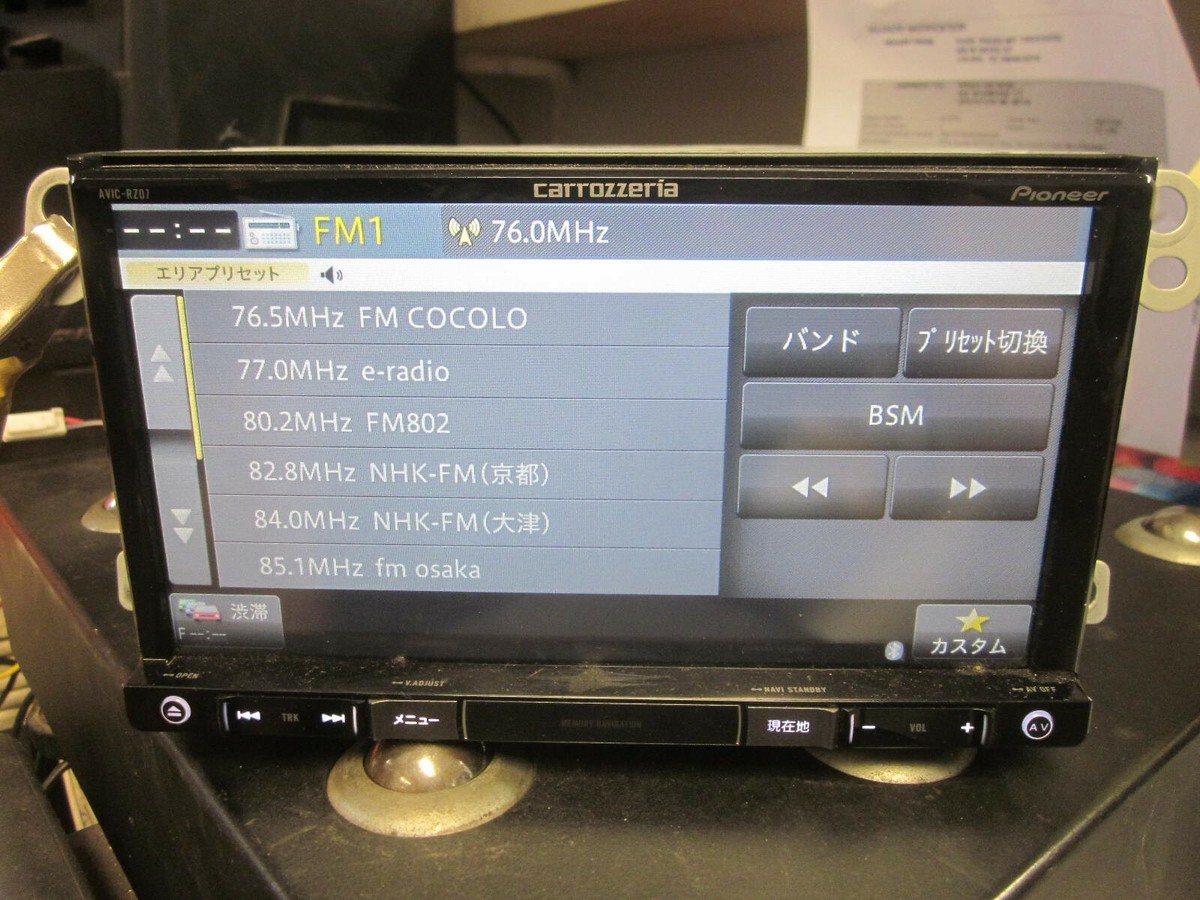 AVIC-RZ07
carrozzeria
Pioneer
--:-- FM1 76.0MHz
エリアプリセット
76.5MHz FM COCOLO
77.0MHz e-radio
80.2MHz FM802
82.8MHz NHK-FM(京都)
84.0MHz NHK-FM(大津)
85.1MHz fm osaka
バンド
プリセット切換
BSM
渋滞
F --:--
カスタム
OPEN
V.ADJUST
NAVI STANDBY
AV OFF
TRK
メニュー
MEMORY NAVIGATION
現在地
− VOL +
AV